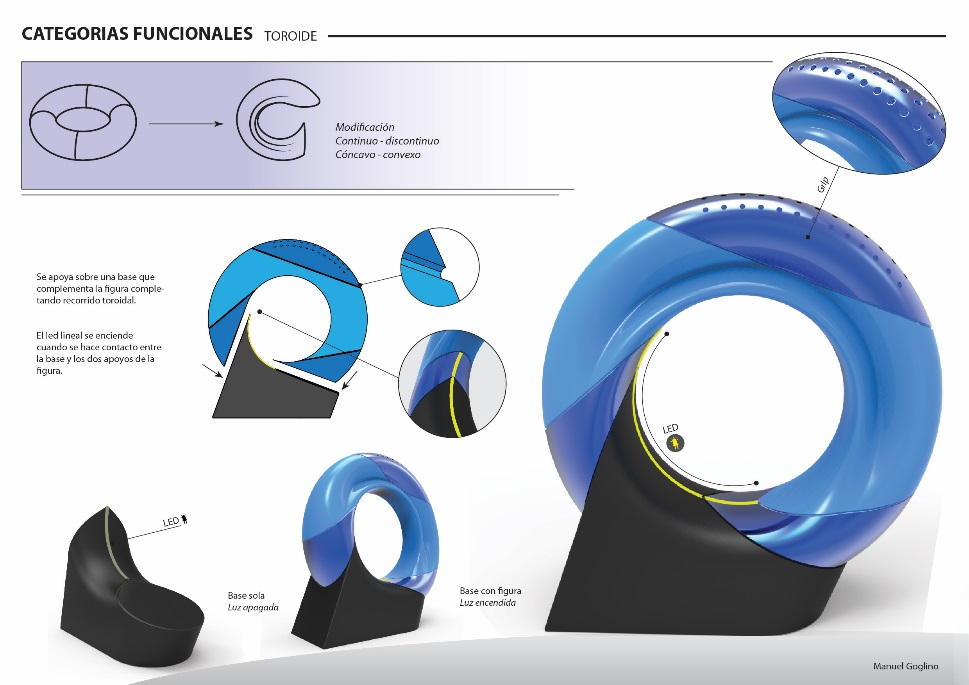 CATEGORIAS FUNCIONALES TOROIDE
Modificación
Continuo - discontinuo
Cóncavo - convexo
Grip
Se apoya sobre una base que
complementa la figura comple-
tando recorrido toroidal.
El led lineal se enciende
cuando se hace contacto entre
la base y los dos apoyos de la
figura.
LED
LED
Base sola
Luz apagada
Base con figura
Luz encendida
Manuel Goglino